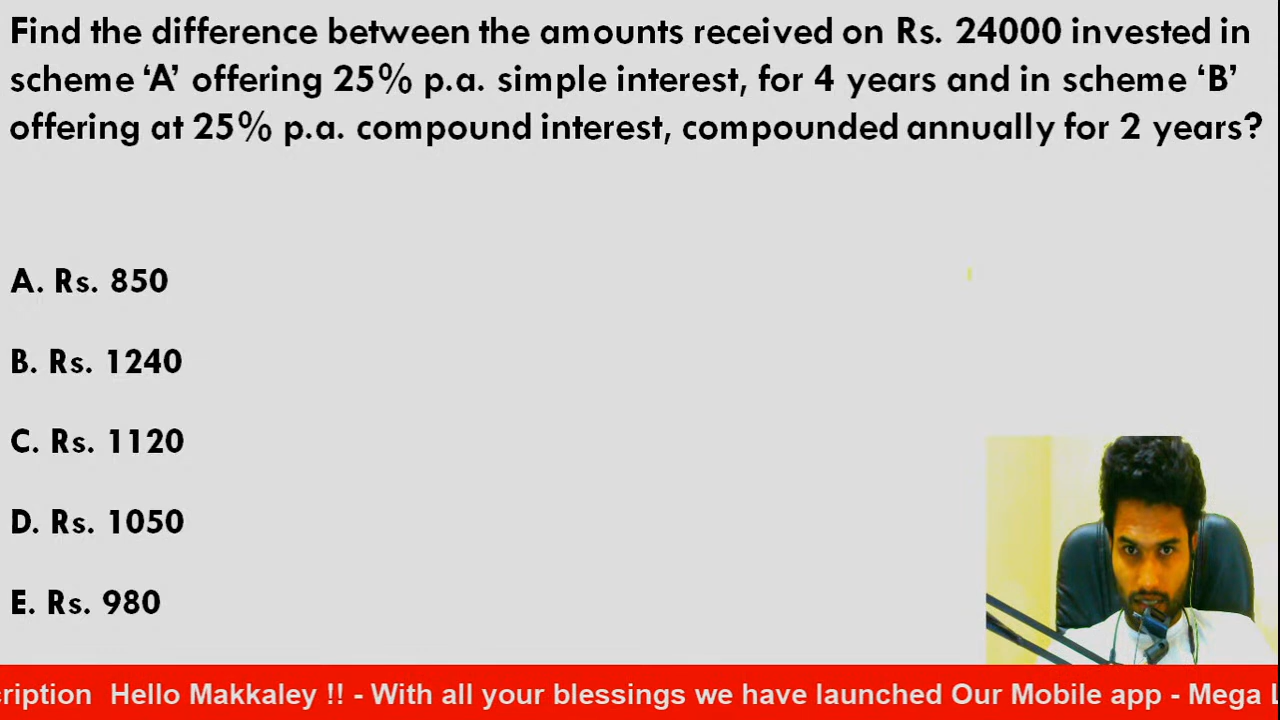 Find the difference between the amounts received on Rs. 24000 invested in
scheme ‘A’ offering 25% p.a. simple interest, for 4 years and in scheme ‘B’
offering at 25% p.a. compound interest, compounded annually for 2 years?
A. Rs. 850
B. Rs. 1240
C. Rs. 1120
D. Rs. 1050
E. Rs. 980
cription Hello Makkaley !! - With all your blessings we have launched Our Mobile app - Mega